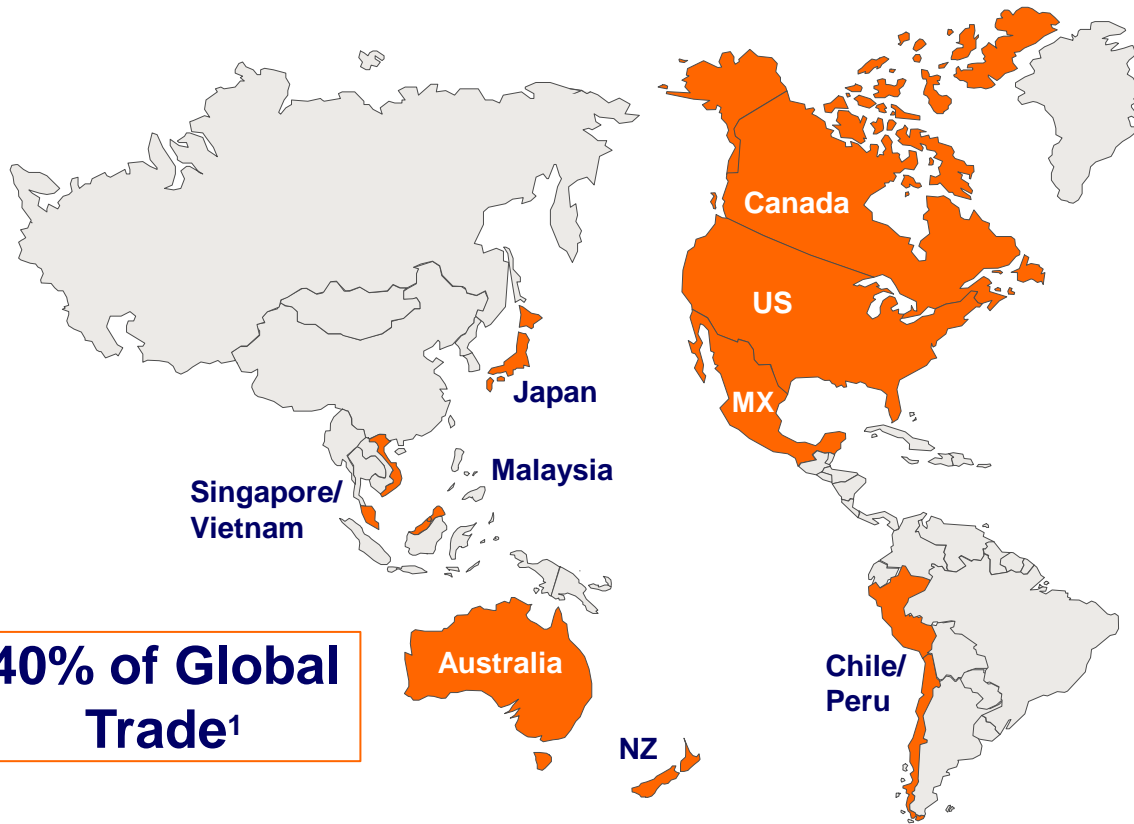 Canada
US
Japan
MX
Malaysia
Singapore/
Vietnam
Australia
40% of Global
Trade¹
Chile/
Peru
NZ